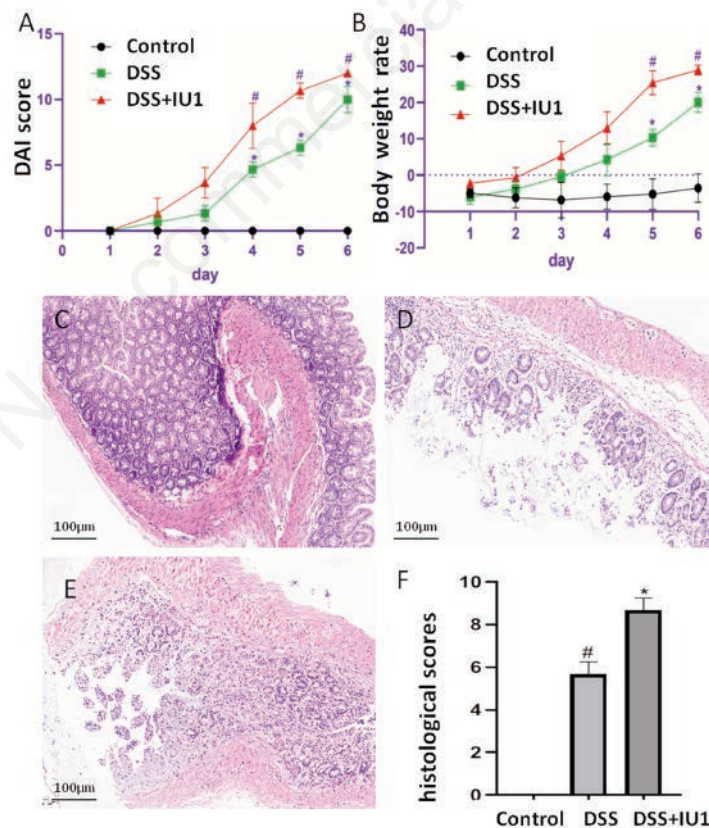 A
Control
DSS
DSS+IU1
DAI score
15
10
5
0
# # #
* * *
0 1 2 3 4 5 6
day
B
Control
DSS
DSS+IU1
Body weight rate
40
30
20
10
0
-10
-20
# #
* *
1 2 3 4 5 6
day
commercial
C
100μm
D
100μm
E
100μm
F
histological scores
10
8
6
4
2
0
#
*
Control DSS DSS+IU1